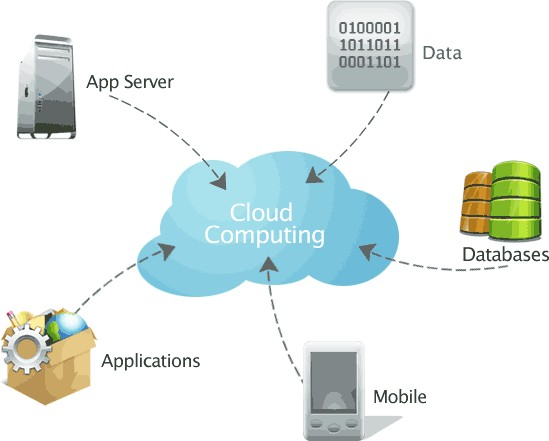 0100001
1011011
0001101
Data
App Server
Cloud
Computing
Databases
Applications
Mobile